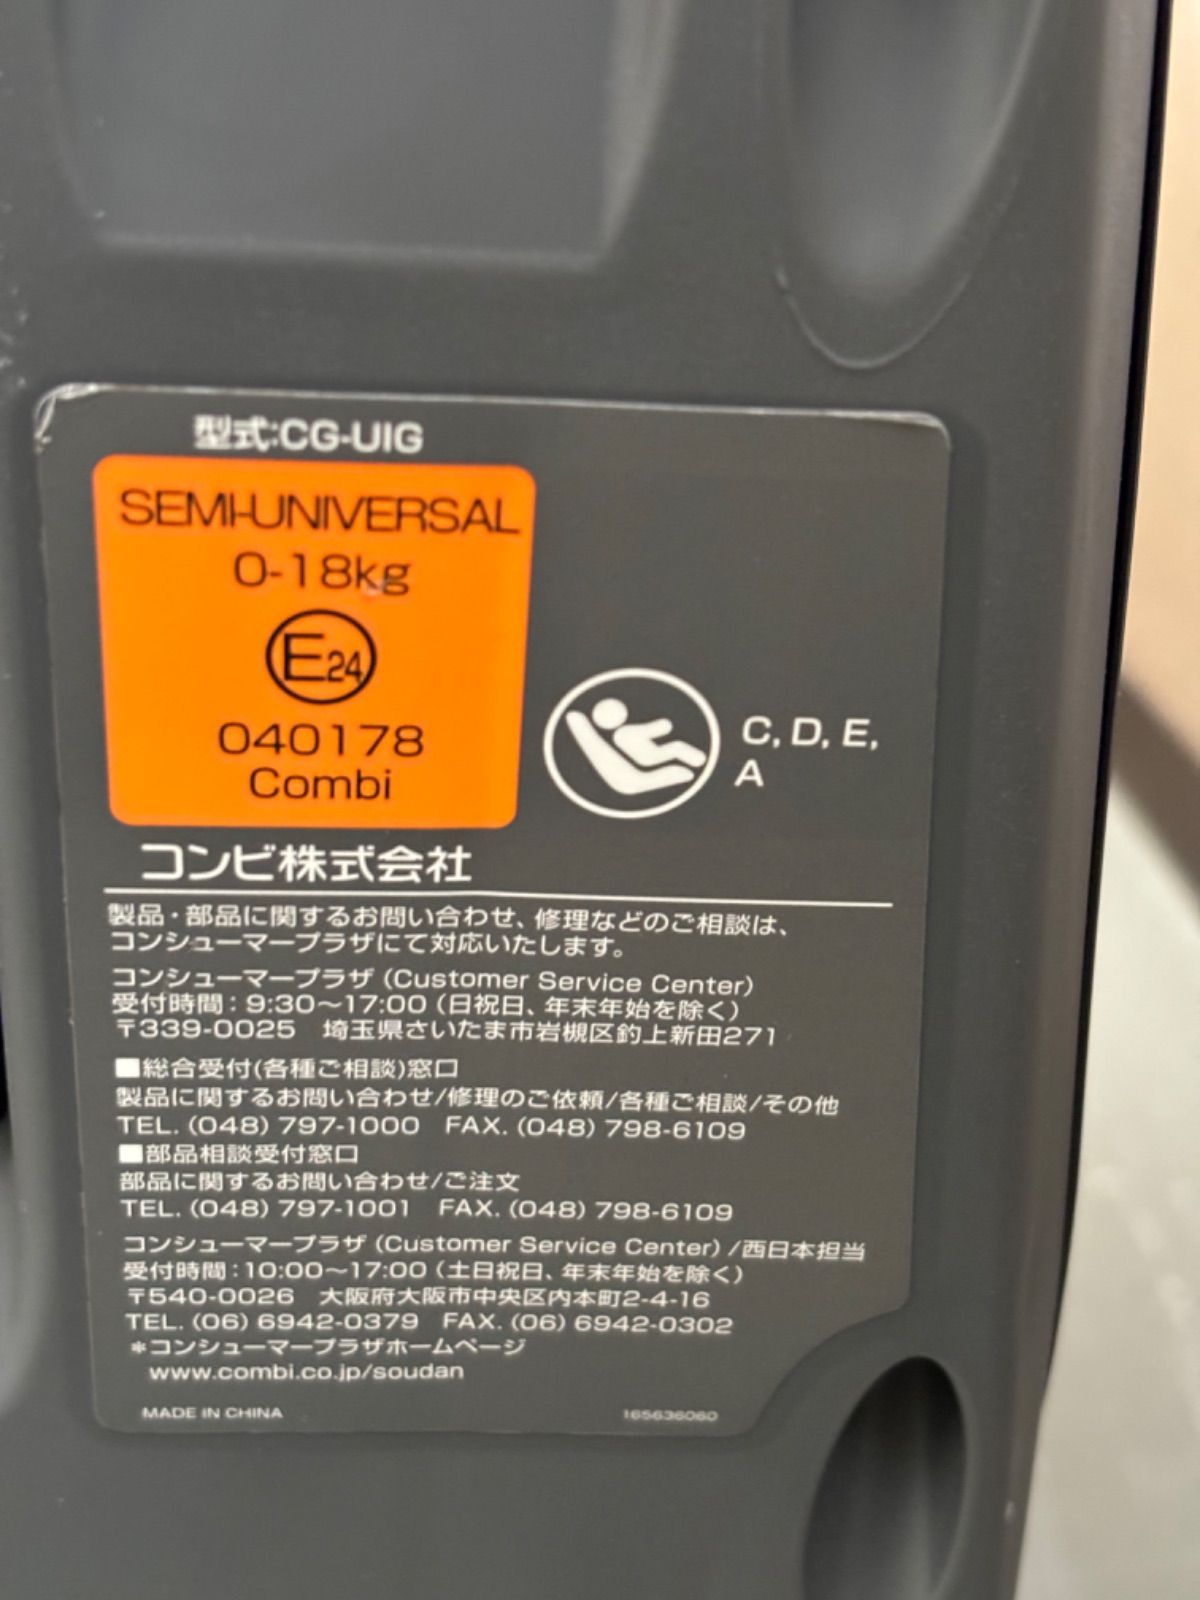 型式:CG-UIG
SEMI-UNIVERSAL
0-18kg
E24
040178
Combi
C, D, E,
A
コンビ株式会社
製品・部品に関するお問い合わせ、修理などのご相談は、
コンシューマープラザにて対応いたします。
コンシューマープラザ (Customer Service Center)
受付時間:9:30～17:00 (日祝日、年末年始を除く)
〒339-0025 埼玉県さいたま市岩槻区釣上新田271
■総合受付(各種ご相談)窓口
製品に関するお問い合わせ/修理のご依頼/各種ご相談/その他
TEL. (048) 797-1000 FAX. (048) 798-6109
■部品相談受付窓口
部品に関するお問い合わせ/ご注文
TEL. (048) 797-1001 FAX. (048) 798-6109
コンシューマープラザ (Customer Service Center) /西日本担当
受付時間:10:00～17:00 (土日祝日、年末年始を除く)
〒540-0026 大阪府大阪市中央区内本町2-4-16
TEL. (06) 6942-0379 FAX. (06) 6942-0302
*コンシューマープラザホームページ
www.combi.co.jp/soudan
MADE IN CHINA 165636060